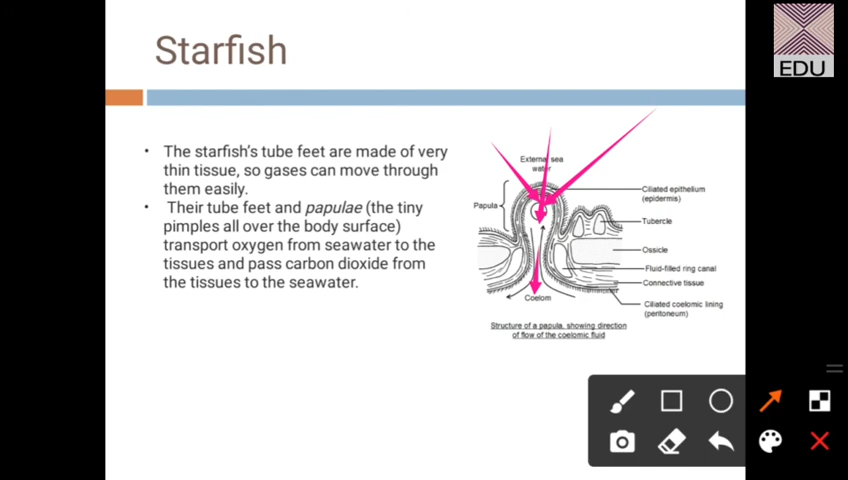 EDU
Starfish
• The starfish's tube feet are made of very
thin tissue, so gases can move through
them easily.
• Their tube feet and papulae (the tiny
pimples all over the body surface)
transport oxygen from seawater to the
tissues and pass carbon dioxide from
the tissues to the seawater.
External sea
water
Papula
Ciliated epithelium
(epidermis)
Tubercle
Ossicle
Fluid-filled ring canal
Connective tissue
Ciliated coelomic lining
(peritoneum)
Coelom
Structure of a papula, showing direction
of flow of the coelomic fluid